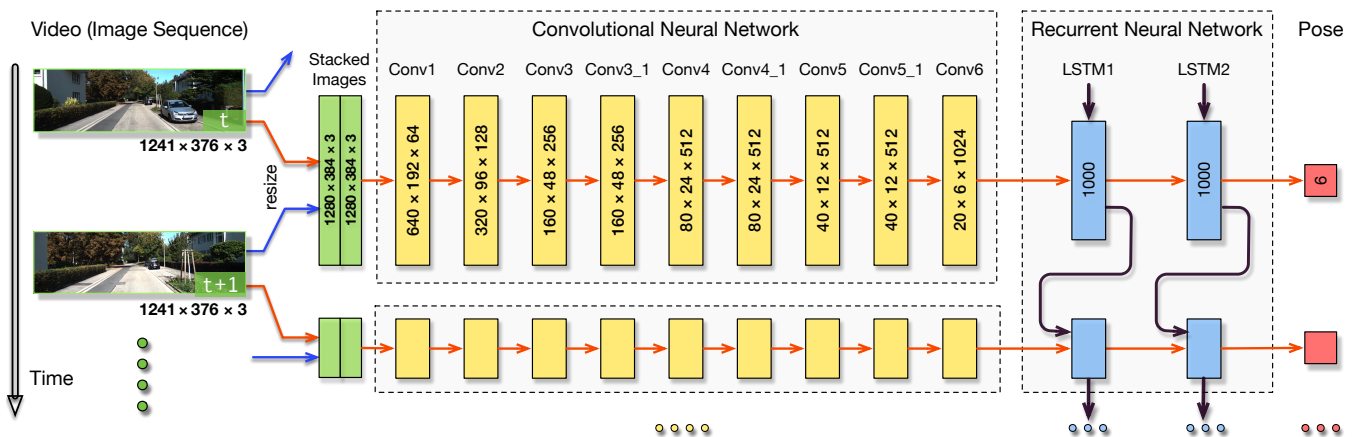 Video (Image Sequence)
t
1241 × 376 × 3
resize
t+1
1241 × 376 × 3
Time
Stacked
Images
1280 × 384 × 3
1280 × 384 × 3
Convolutional Neural Network
Conv1
Conv2
Conv3
Conv3_1
Conv4
Conv4_1
Conv5
Conv5_1
Conv6
640 × 192 × 64
320 × 96 × 128
160 × 48 × 256
160 × 48 × 256
80 × 24 × 512
80 × 24 × 512
40 × 12 × 512
40 × 12 × 512
20 × 6 × 1024
Recurrent Neural Network
LSTM1
LSTM2
1000
1000
Pose
6